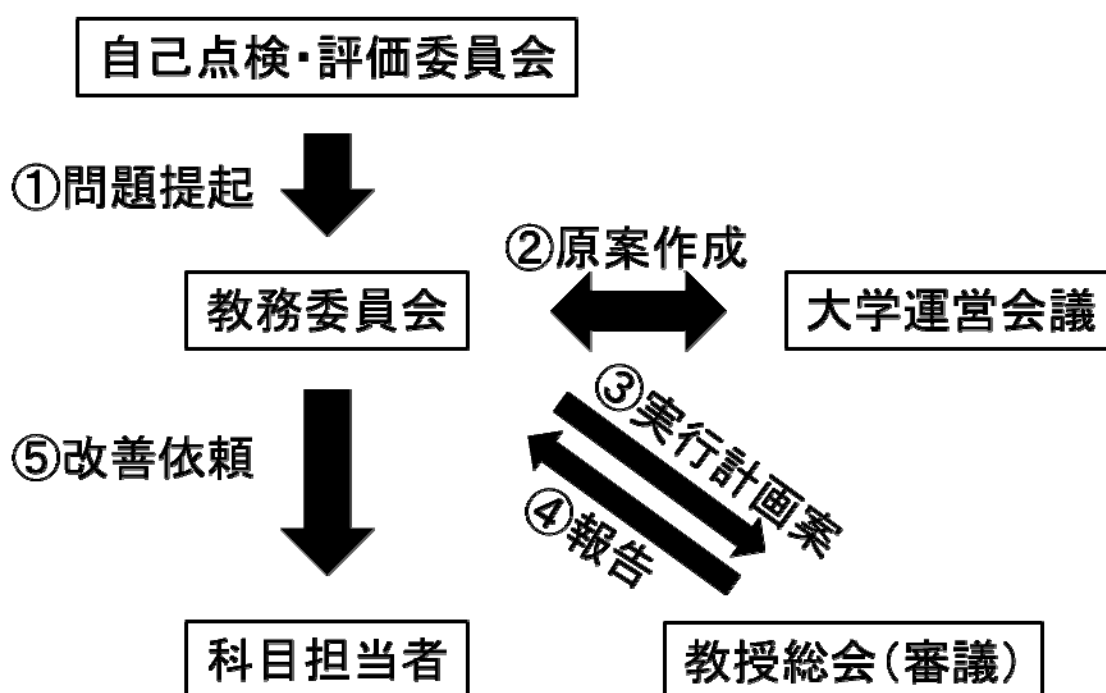 自己点検・評価委員会
①問題提起
②原案作成
教務委員会
大学運営会議
③実行計画案
④報告
⑤改善依頼
科目担当者
教授総会(審議)